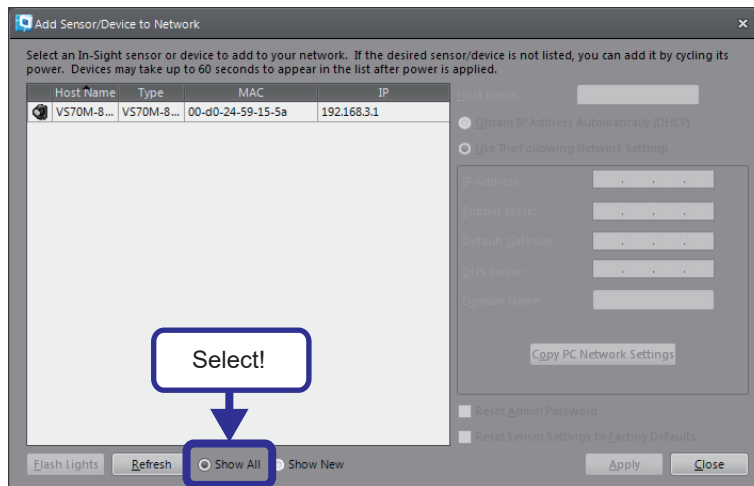 Add Sensor/Device to Network
Select an In-Sight sensor or device to add to your network. If the desired sensor/device is not listed, you can add it by cycling its
power. Devices may take up to 60 seconds to appear in the list after power is applied.
Host Name Type MAC IP
VS70M-8... VS70M-8... 00-d0-24-59-15-5a 192.168.3.1
Host Name:
Obtain IP Address Automatically (DHCP)
Use The Following Network Settings
IP Address:
Subnet Mask:
Default Gateway:
DNS Server:
Domain Name:
Copy PC Network Settings
Reset Admin Password
Reset Sensor Settings to Factory Defaults
Select!
Flash Lights Refresh Show All Show New Apply Close